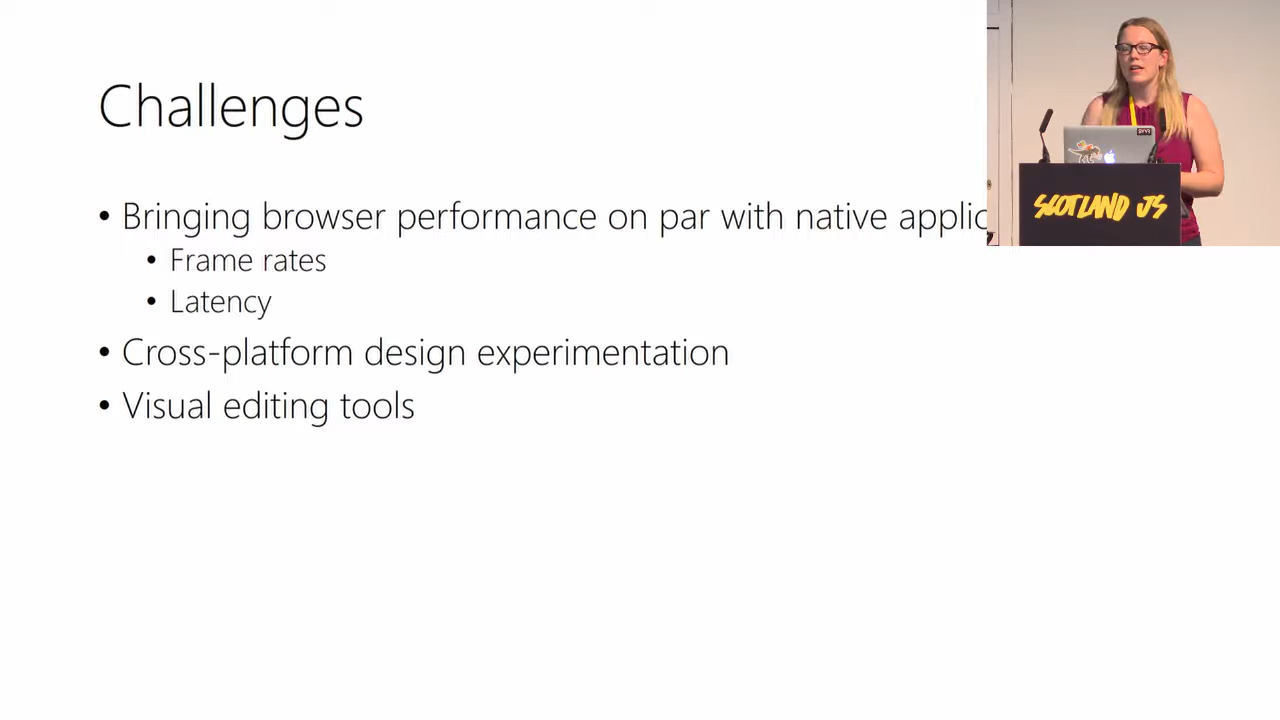 Challenges
• Bringing browser performance on par with native
• Frame rates
• Latency
• Cross-platform design experimentation
• Visual editing tools
SCOTLAND JS